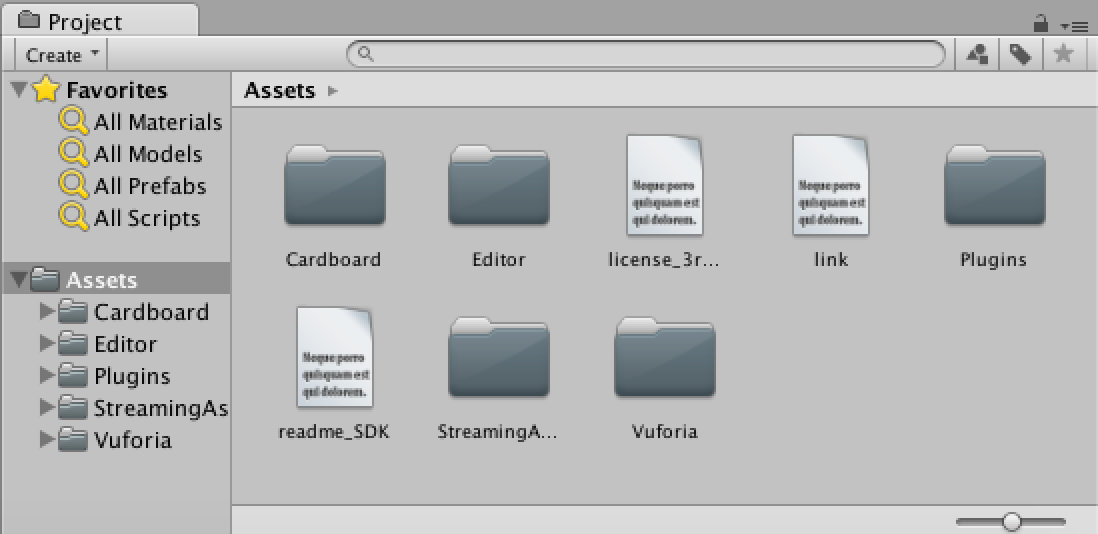 Project
Create
Favorites
All Materials
All Models
All Prefabs
All Scripts
Assets
Cardboard
Editor
Plugins
StreamingAs
Vuforia
Assets
Neque porro
quisquam est
qui dolorem.
Neque porro
quisquam est
qui dolorem.
Cardboard
Editor
license_3r...
link
Plugins
Neque porro
quisquam est
qui dolorem.
readme_SDK
StreamingA...
Vuforia